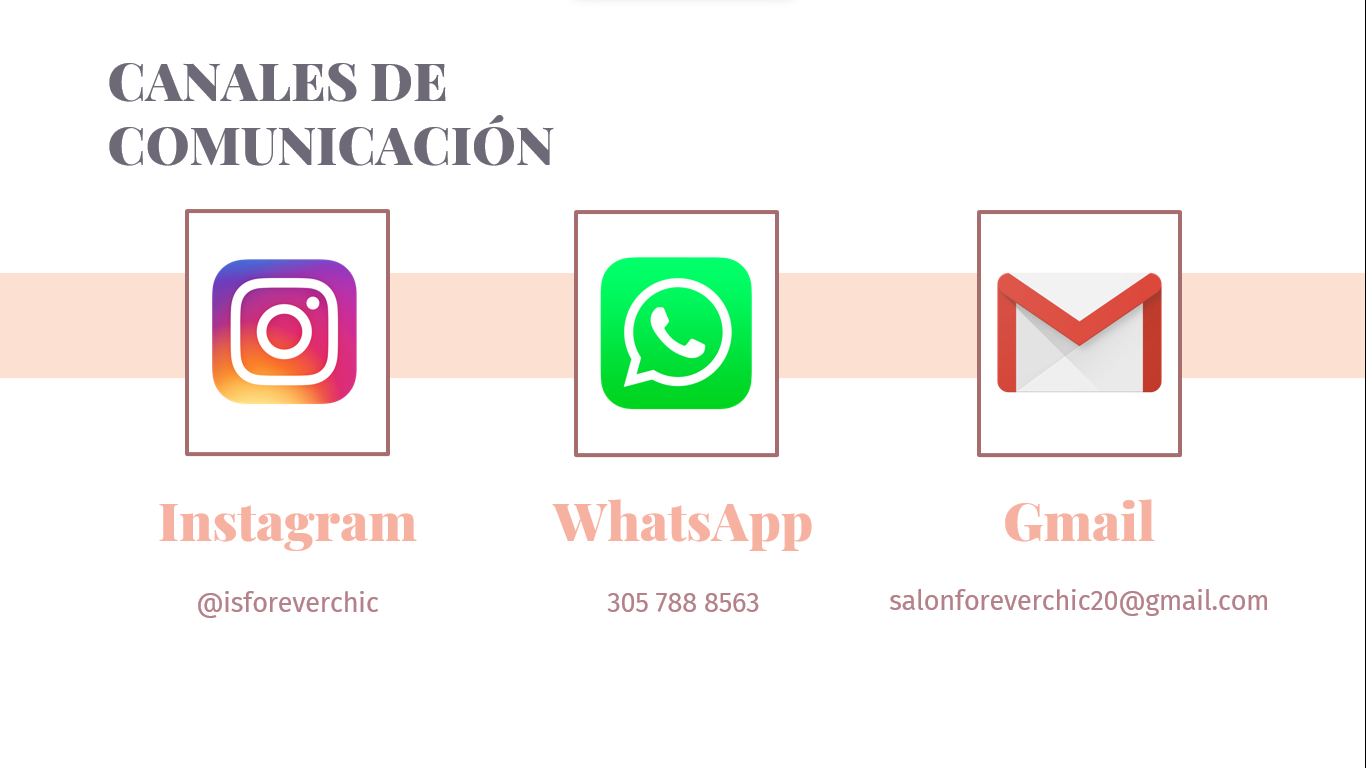 CANALES DE
COMUNICACIÓN
Instagram
WhatsApp
Gmail
@isforeverchic
305 788 8563
salonforeverchic20@gmail.com